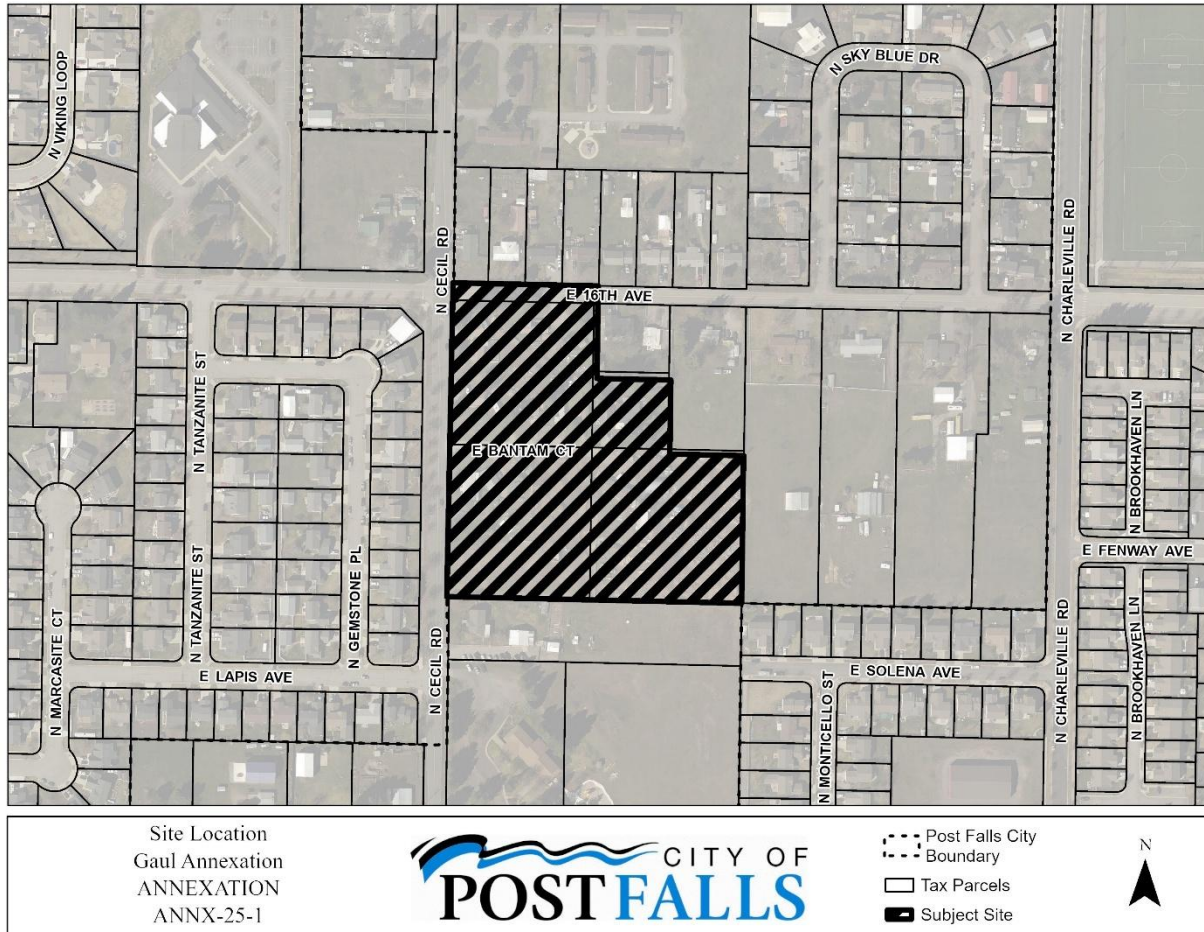 N VIKING LOOP
N SKY BLUE DR
N CECIL RD
N CHARLEVILLE RD
E 16TH AVE
N TANZANITE ST
N BROOKHAVEN LN
E BANTAM CT
E FENWAY AVE
N GEMSTONE PL
N TANZANITE ST
N MARCASITE CT
E LAPIS AVE
N CECIL RD
E SOLENA AVE
N MONTICELLO ST
N CHARLEVILLE RD
N BROOKHAVEN LN
Site Location
Gaul Annexation
ANNEXATION
ANNX-25-1
CITY OF
POST FALLS
Post Falls City
Boundary
Tax Parcels
Subject Site
N